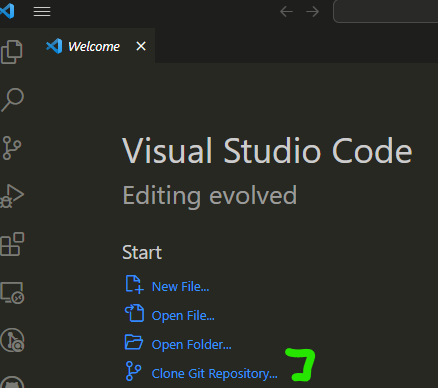 Welcome
Visual Studio Code
Editing evolved
Start
New File...
Open File...
Open Folder...
Clone Git Repository...